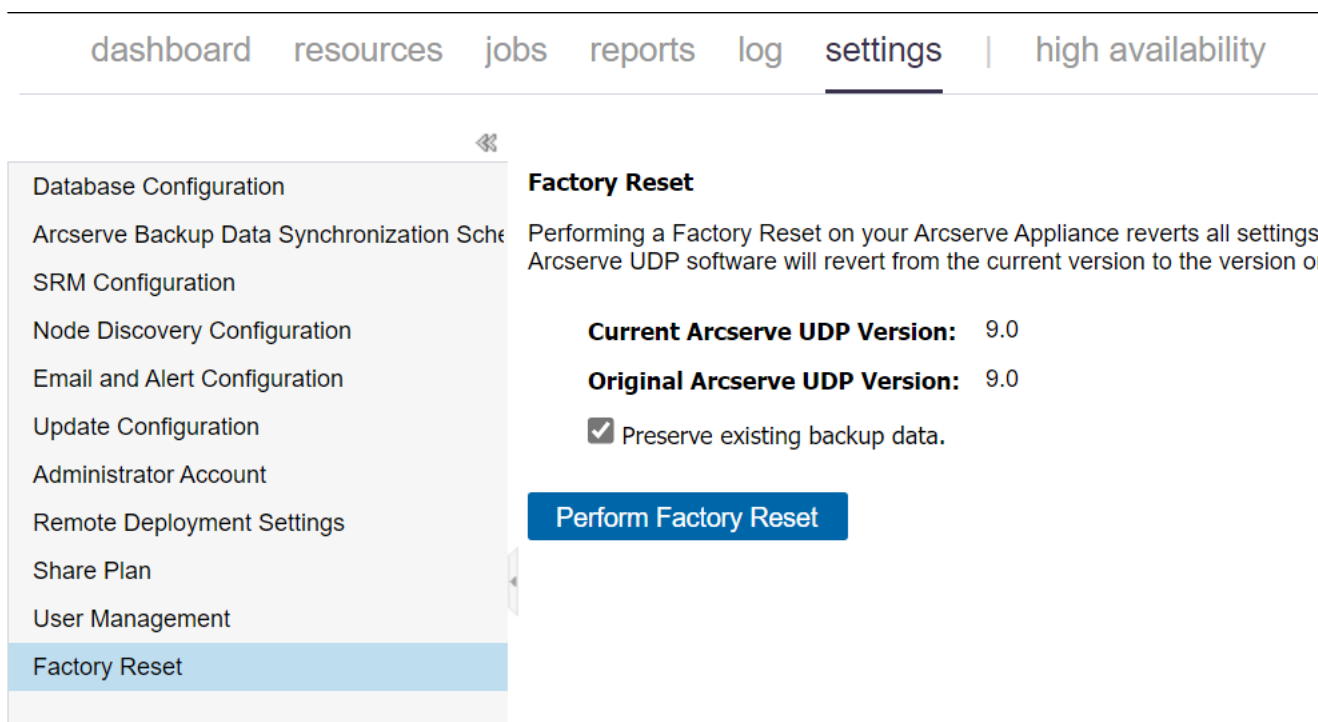 dashboard resources jobs reports log settings | high availability
Database Configuration
Arcserve Backup Data Synchronization Sche
SRM Configuration
Node Discovery Configuration
Email and Alert Configuration
Update Configuration
Administrator Account
Remote Deployment Settings
Share Plan
User Management
Factory Reset
Factory Reset
Performing a Factory Reset on your Arcserve Appliance reverts all settings
Arcserve UDP software will revert from the current version to the version
Current Arcserve UDP Version: 9.0
Original Arcserve UDP Version: 9.0
Preserve existing backup data.
Perform Factory Reset